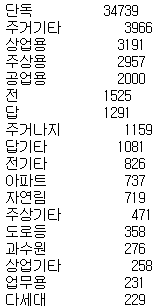 단독 34739
주거기타 3966
상업용 3191
주상용 2957
공업용 2000
전 1525
답 1291
주거나지 1159
답기타 1081
전기타 826
아파트 737
자연림 719
주상기타 471
도로등 358
과수원 276
상업기타 258
업무용 231
다세대 229